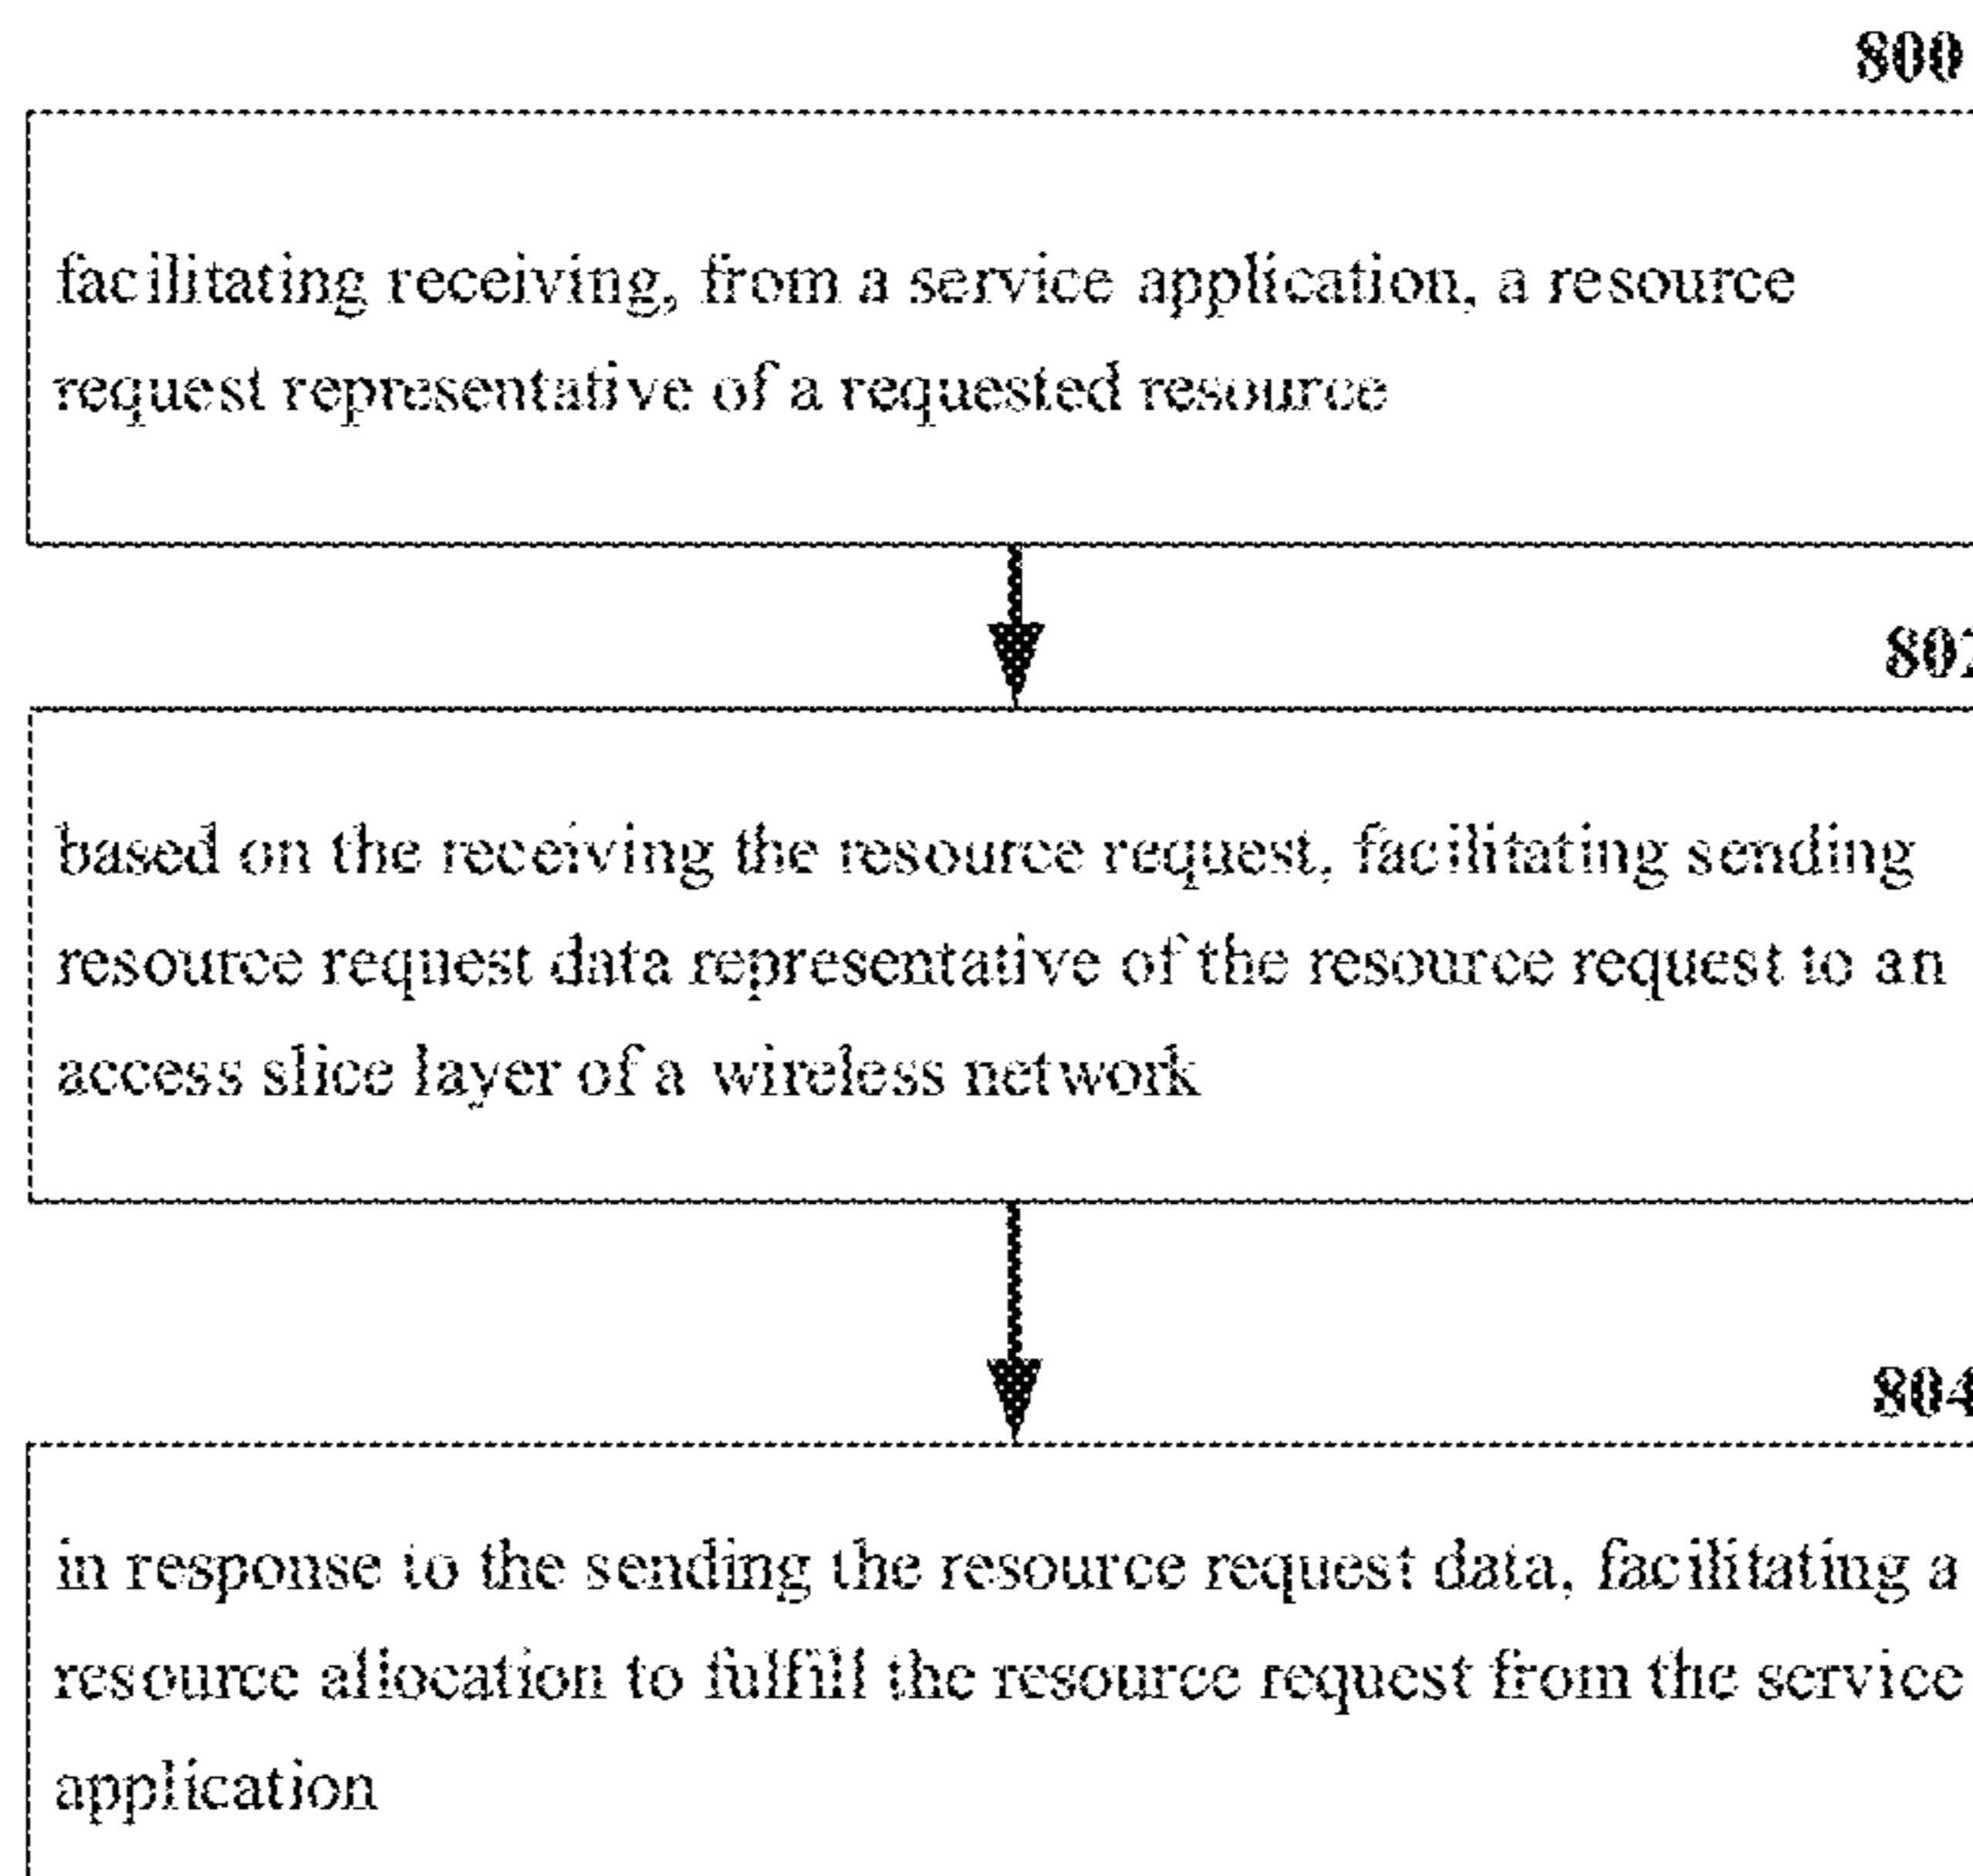 800
facilitating receiving, from a service application, a resource
request representative of a requested resource
802
based on the receiving the resource request, facilitating sending
resource request data representative of the resource request to an
access slice layer of a wireless network
804
in response to the sending the resource request data, facilitating a
resource allocation to fulfill the resource request from the service
application